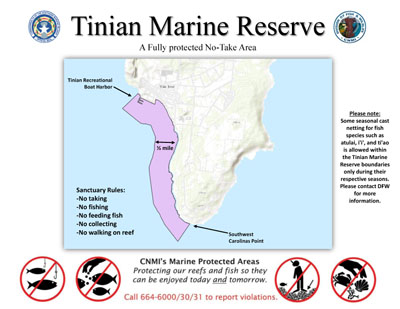 Tinian Marine Reserve
A Fully protected No-Take Area
Tinian Recreational
Boat Harbor
½ mile
Sanctuary Rules:
-No taking
-No fishing
-No feeding fish
-No collecting
-No walking on reef
Southwest
Carolinas Point
Please note:
Some seasonal cast
netting for fish
species such as
atulai, i'i', and ti'ao
is allowed within
the Tinian Marine
Reserve boundaries
only during their
respective seasons.
Please contact DFW
for more
information.
CNMI's Marine Protected Areas
Protecting our reefs and fish so they
can be enjoyed today and tomorrow.
Call 664-6000/30/31 to report violations.